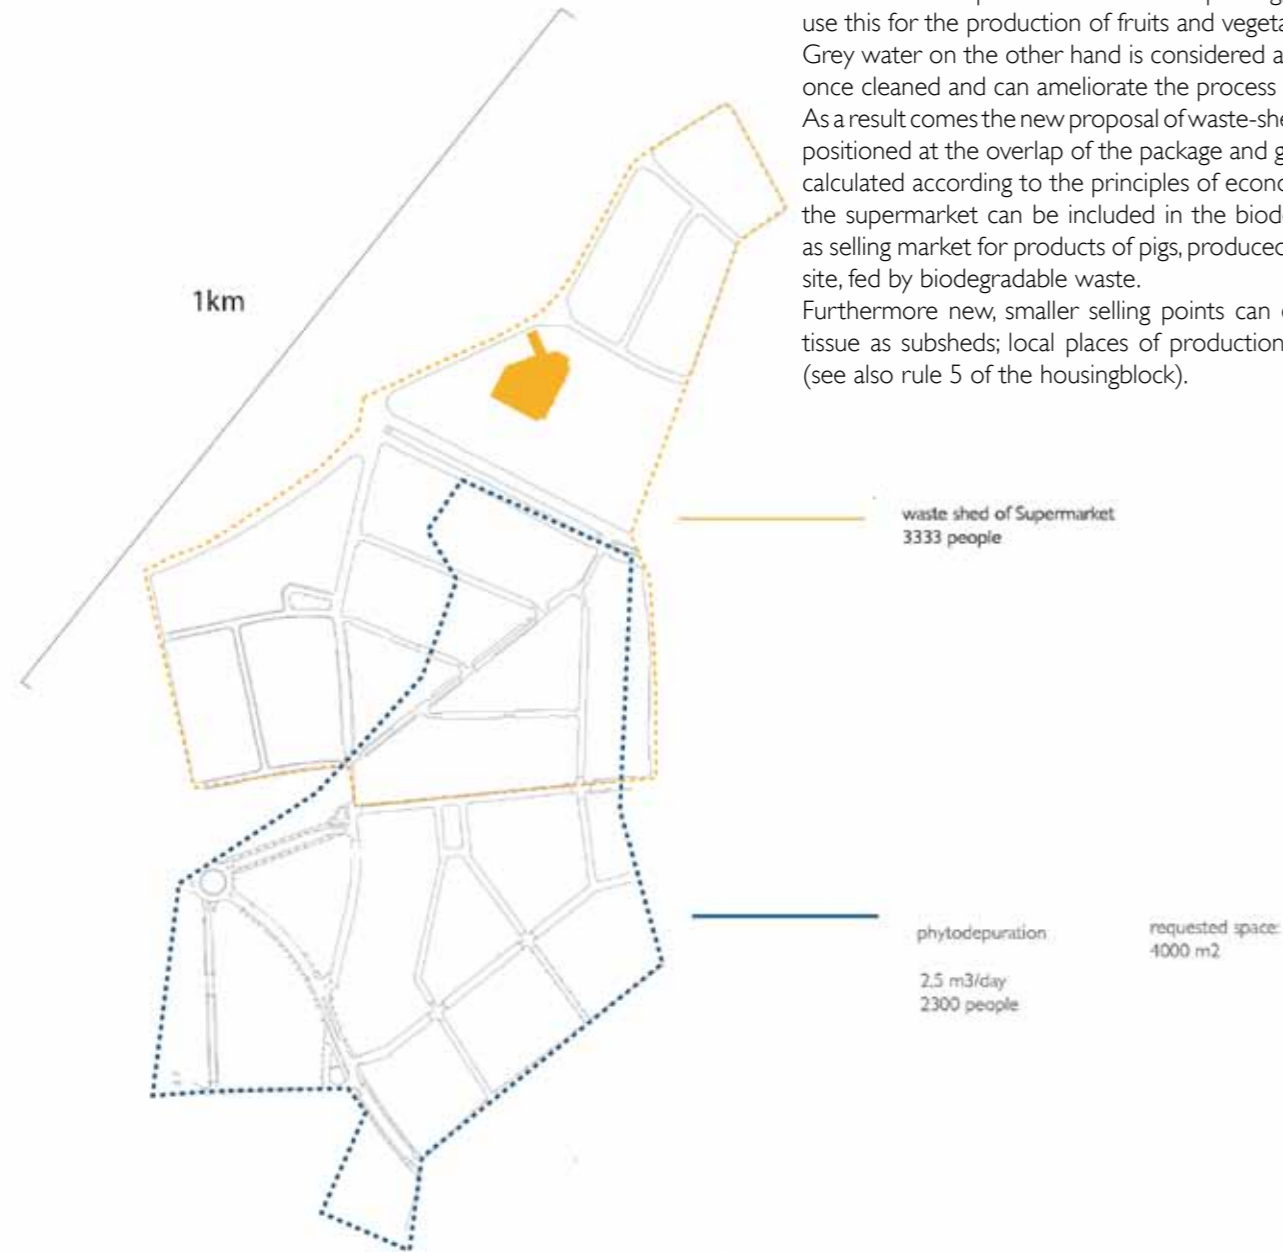 use this for the production of fruits and
Grey water on the other hand is considered
once cleaned and can ameliorate the process
As a result comes the new proposal of
positioned at the overlap of the package and
calculated according to the principles of
the supermarket can be included in the
as selling market for products of pigs, produced
site, fed by biodegradable waste.
Furthermore new, smaller selling points can
tissue as subsheds; local places of production
(see also rule 5 of the housingblock).
1km
waste shed of Supermarket
3333 people
phytodepuration
2.5 m3/day
2300 people
requested space:
4000 m2